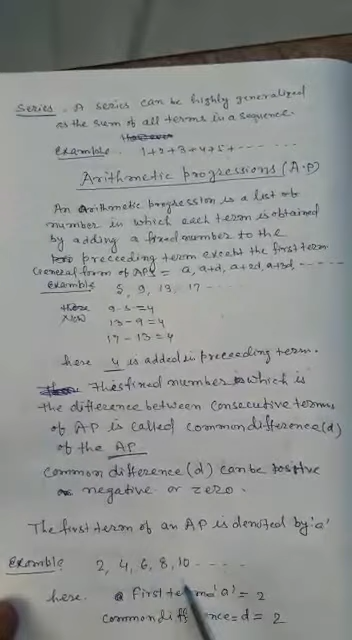 Series. A series can be highly generalized
as the sum of all terms in a sequence.
Example. 1+2+3+4+5+-------
Arithmetic progressions (A.P)
An Arithmetic progression is a list of
number in which each term is obtained
by adding a fixed number to the
preceeding term except the first term
General form of APs = a, a+d, a+2d, a+3d, -----
Example 5, 9, 13, 17 -----
there 9-5=4
Now 13-9=4
17-13=4
here 4 is added in preceeding term.
this fixed number which is
the difference between consecutive terms
of AP is called common difference (d)
of the AP
common difference (d) can be positive
or negative or zero.
The first term of an AP is denoted by 'a'
Example 2, 4, 6, 8, 10 ----
here. First term 'a' = 2
common diffrence = d = 2